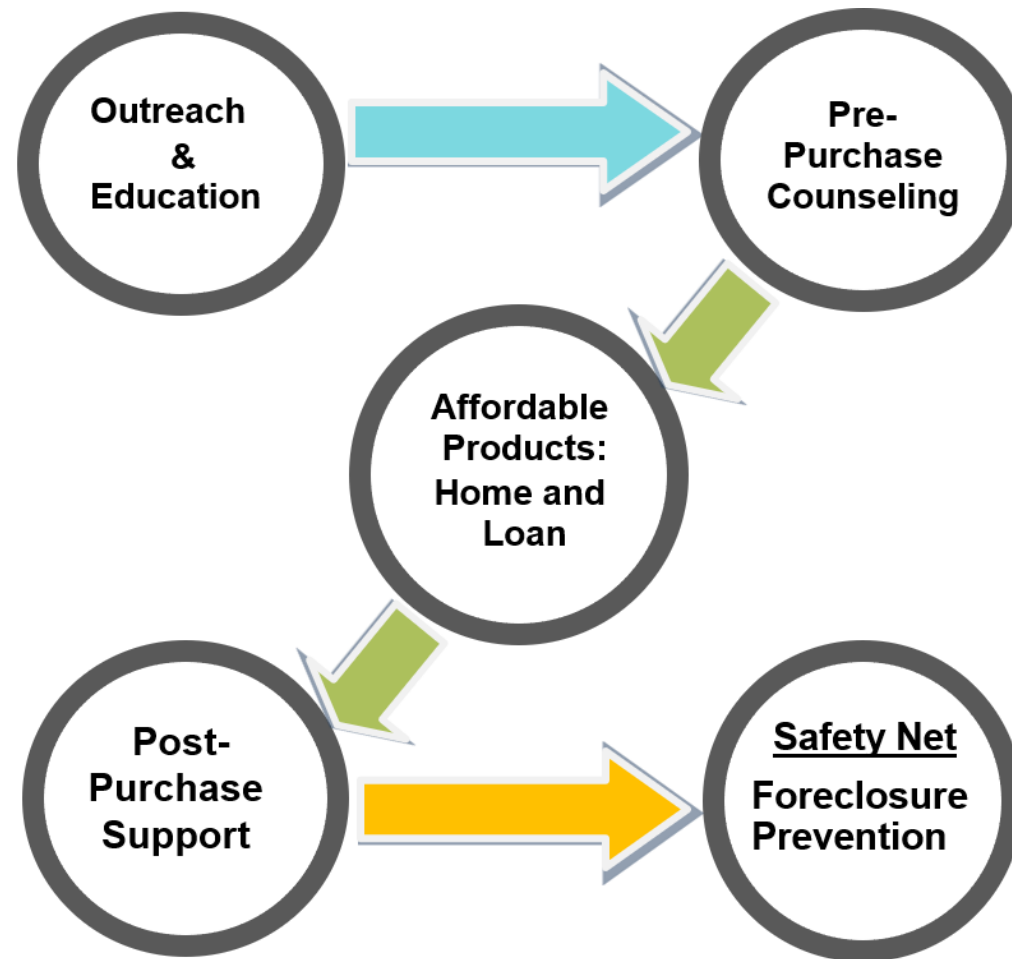 Outreach
&
Education
Pre-
Purchase
Counseling
Affordable
Products:
Home and
Loan
Post-
Purchase
Support
Safety Net
Foreclosure
Prevention